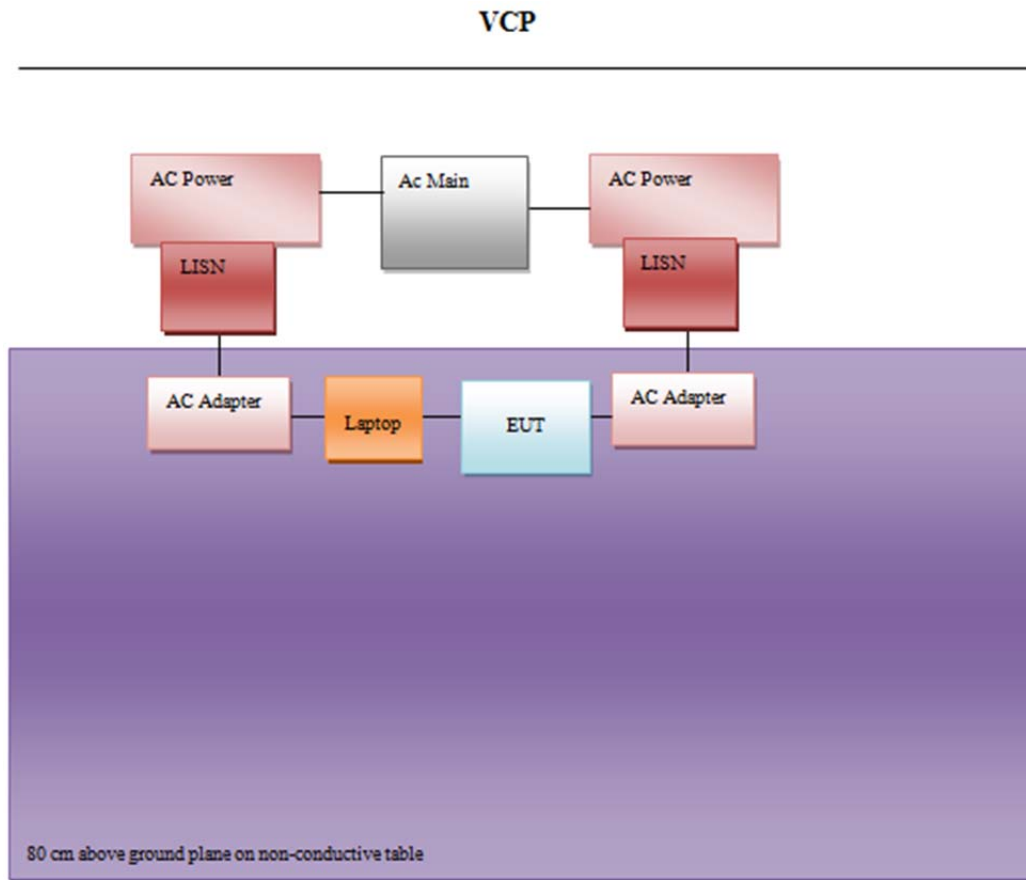 VCP
AC Power
Ac Main
AC Power
LISN
LISN
AC Adapter
Laptop
EUT
AC Adapter
80 cm above ground plane on non-conductive table